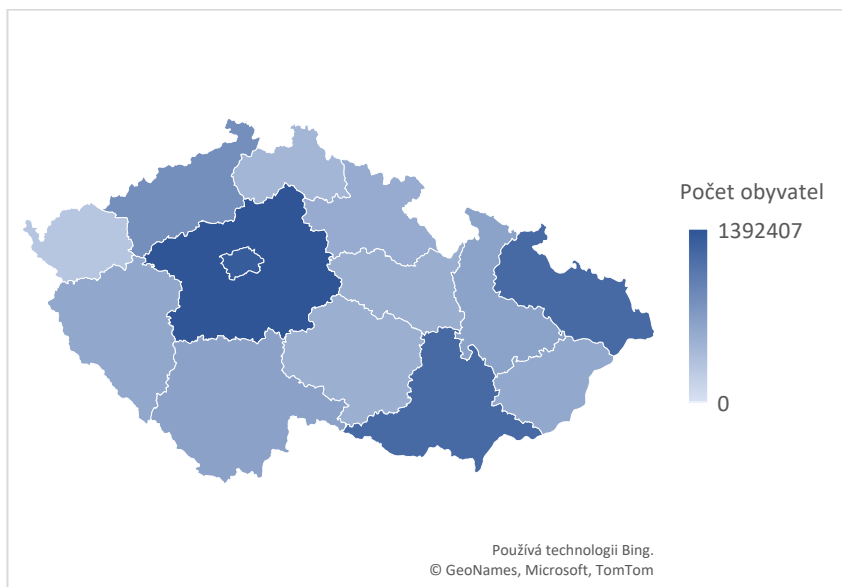 Počet obyvatel
1392407
0
Používá technologii Bing.
© GeoNames, Microsoft, TomTom